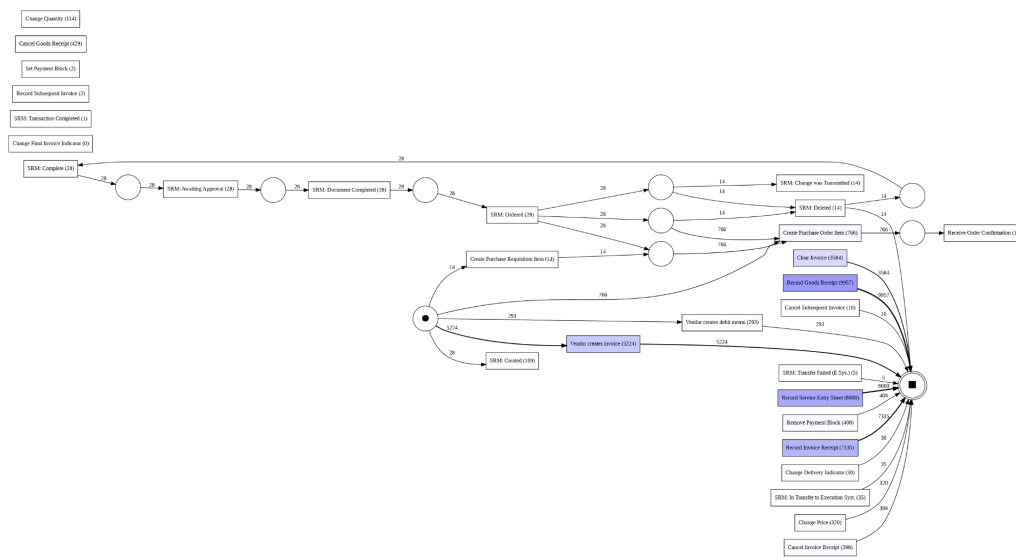 Change Quantity (114)
Cancel Goods Receipt (429)
Set Payment Block (2)
Record Subsequent Invoice (2)
SRM: Transaction Completed (1)
Change Final Invoice Indicator (6)
SRM: Complete (28)
28
28
28
SRM: Awaiting Approval (28)
28
28
SRM: Document Completed (28)
28
28
SRM: Ordered (28)
28
28
28
14
SRM: Change was Transmitted (14)
14
14
SRM: Deleted (14)
14
14
766
Create Purchase Order Item (766)
766
Receive Order Confirmation
766
14
Create Purchase Requisition Item (14)
14
766
Clear Invoice (3584)
3584
Record Goods Receipt (9957)
9957
Cancel Subsequent Invoice (10)
10
293
Vendor creates debit memo (293)
293
5224
Vendor creates invoice (5224)
5224
28
SRM: Created (109)
SRM: Transfer Failed (E.Sys.) (5)
5
Record Service Entry Sheet (8600)
8600
Remove Payment Block (408)
408
Record Invoice Receipt (7335)
7335
Change Delivery Indicator (30)
30
SRM: In Transfer to Execution Syst. (35)
35
Change Price (320)
320
Cancel Invoice Receipt (398)
398